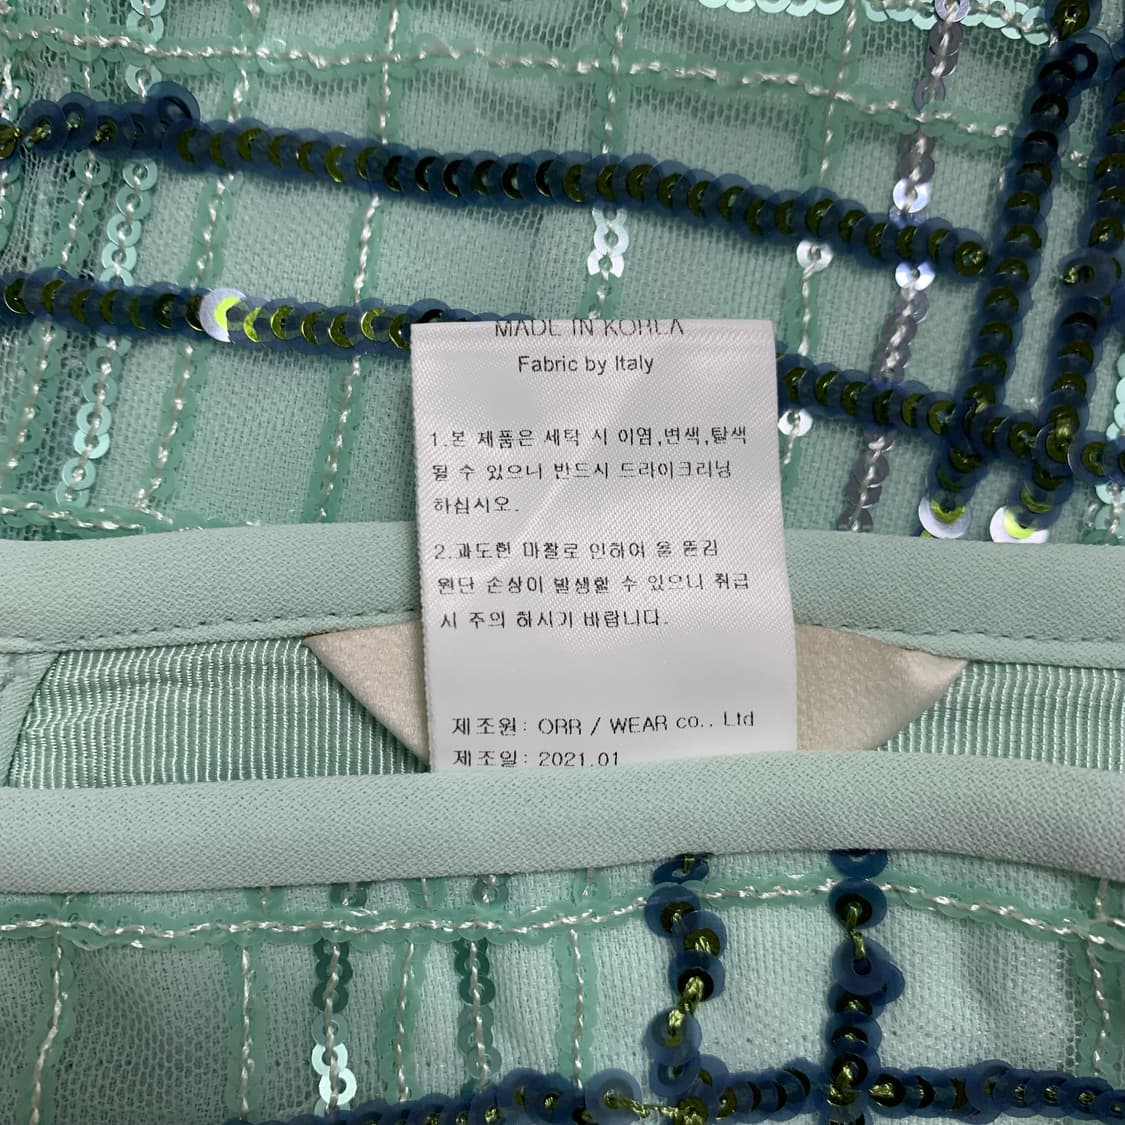 MADE IN KOREA
Fabric by Italy
1.본 제품은 세탁 시 이염,변색,탈색
될 수 있으니 반드시 드라이크리닝
하십시오.
2.과도한 마찰로 인하여 올 뜯김
원단 손상이 발생할 수 있으니 취급
시 주의 하시기 바랍니다.
제조원: ORR / WEAR co., Ltd
제조일: 2021.01